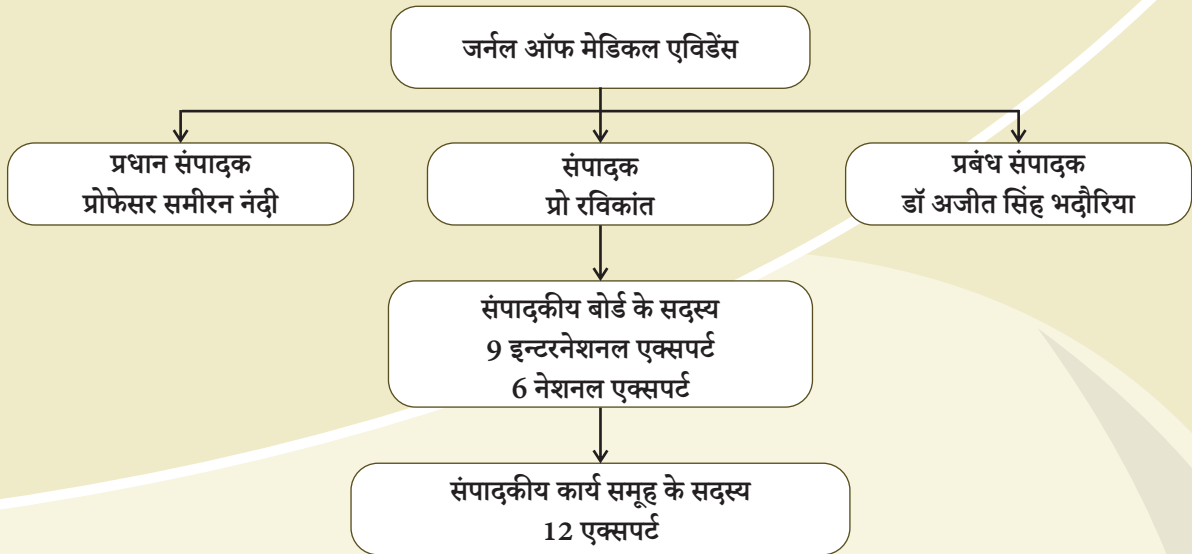 जर्नल ऑफ मेडिकल एविडेंस
प्रधान संपादक
प्रोफेसर समीरन नंदी
संपादक
प्रो रविकांत
प्रबंध संपादक
डॉ अजीत सिंह भदौरिया
संपादकीय बोर्ड के सदस्य
9 इन्टरनेशनल एक्सपर्ट
6 नेशनल एक्सपर्ट
संपादकीय कार्य समूह के सदस्य
12 एक्सपर्ट